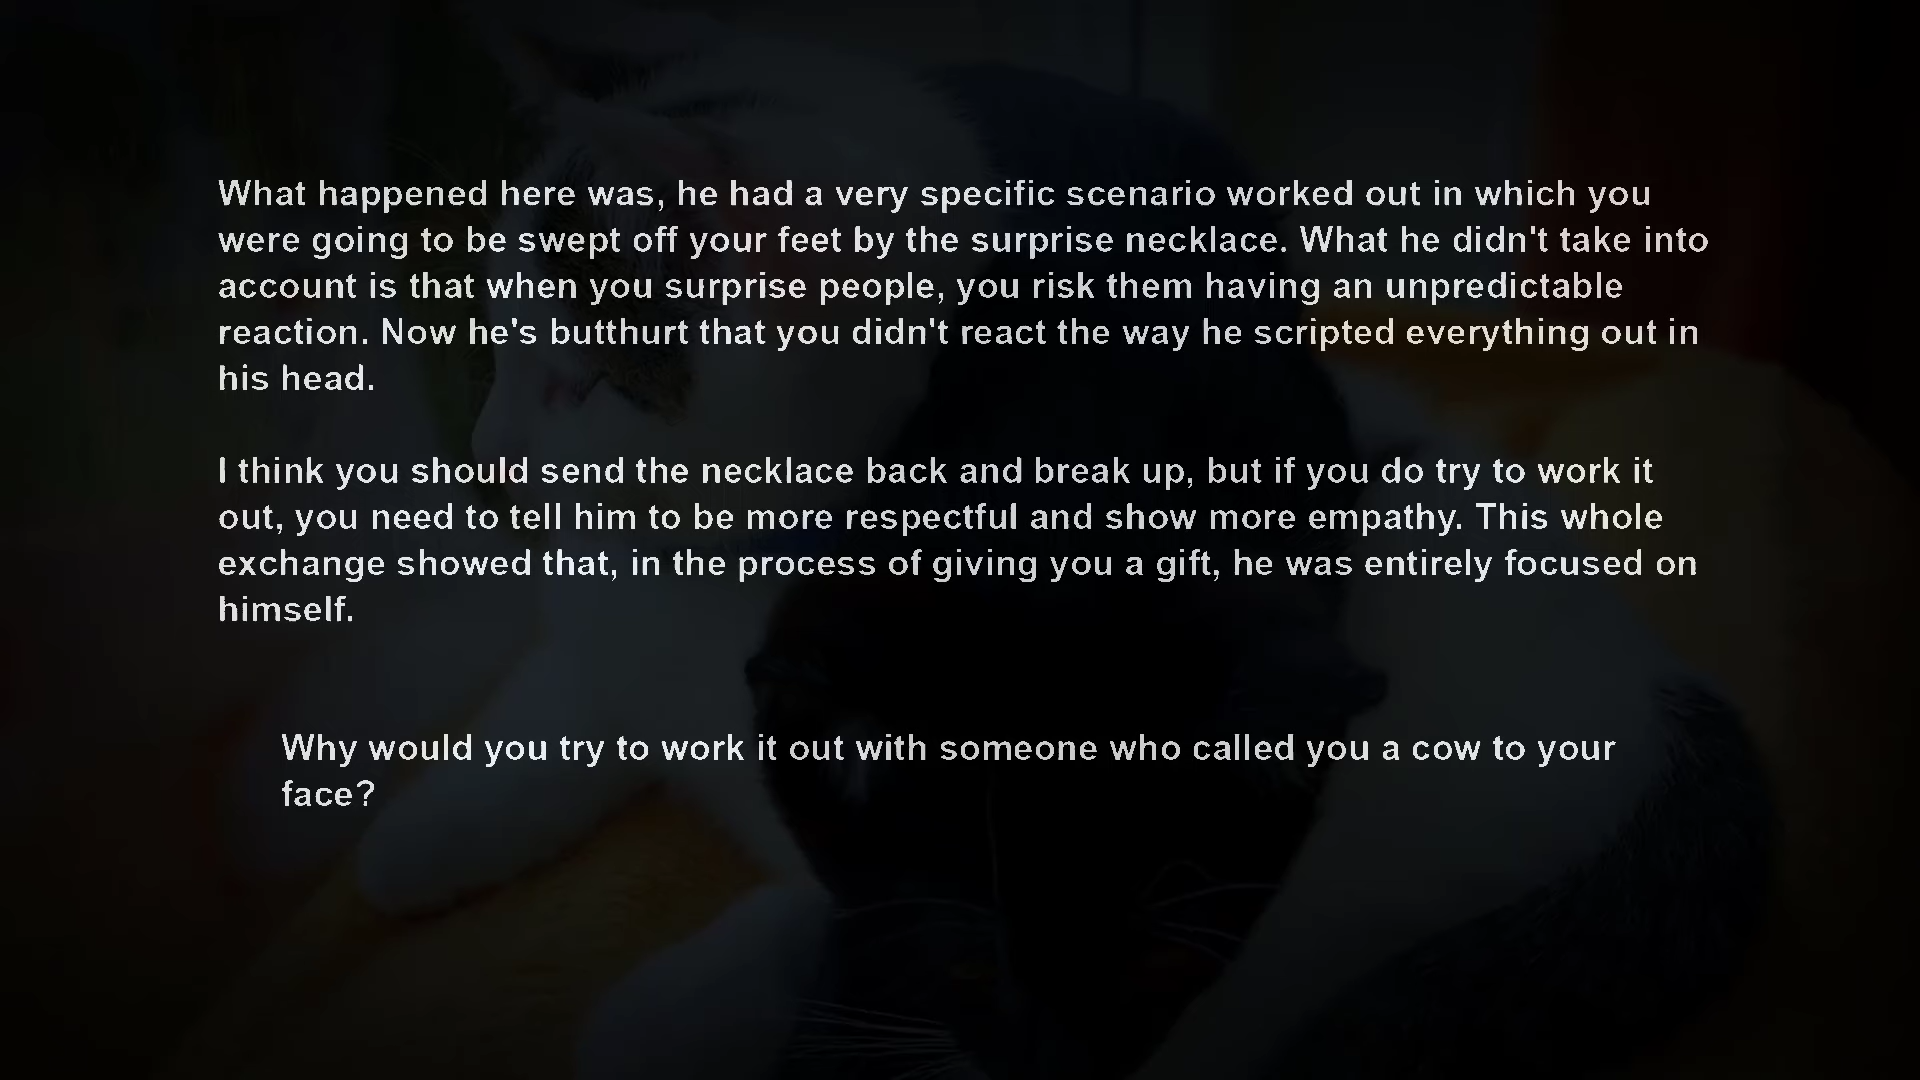 What happened here was, he had a very specific scenario worked out in which you
were going to be swept off your feet by the surprise necklace. What he didn't take into
account is that when you surprise people, you risk them having an unpredictable
reaction. Now he's butthurt that you didn't react the way he scripted everything out in
his head.
I think you should send the necklace back and break up, but if you do try to work it
out, you need to tell him to be more respectful and show more empathy. This whole
exchange showed that, in the process of giving you a gift, he was entirely focused on
himself.
Why would you try to work it out with someone who called you a cow to your
face?